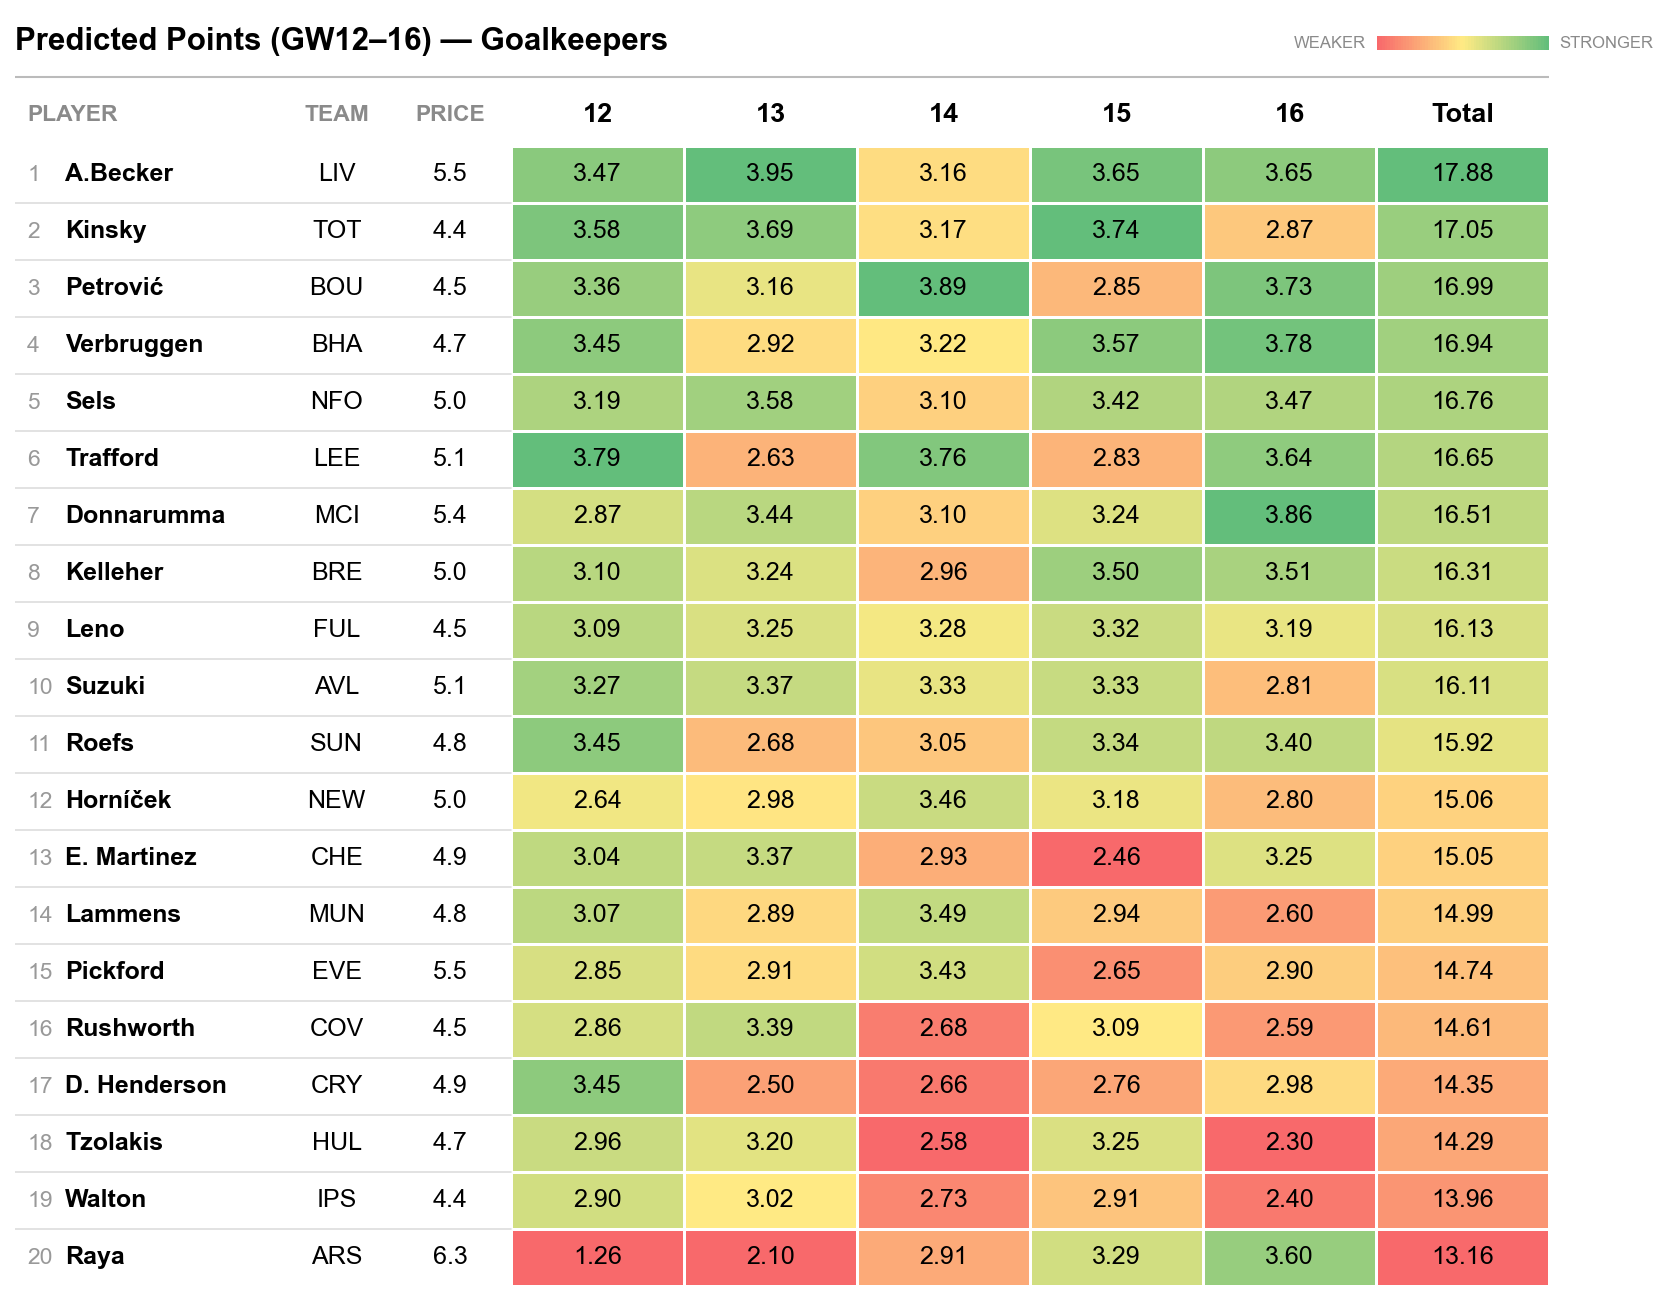 Predicted Points (GW12–16) — Goalkeepers
WEAKER STRONGER
PLAYER TEAM PRICE 12 13 14 15 16 Total
1 A.Becker LIV 5.5 3.47 3.95 3.16 3.65 3.65 17.88
2 Kinsky TOT 4.4 3.58 3.69 3.17 3.74 2.87 17.05
3 Petrović BOU 4.5 3.36 3.16 3.89 2.85 3.73 16.99
4 Verbruggen BHA 4.7 3.45 2.92 3.22 3.57 3.78 16.94
5 Sels NFO 5.0 3.19 3.58 3.10 3.42 3.47 16.76
6 Trafford LEE 5.1 3.79 2.63 3.76 2.83 3.64 16.65
7 Donnarumma MCI 5.4 2.87 3.44 3.10 3.24 3.86 16.51
8 Kelleher BRE 5.0 3.10 3.24 2.96 3.50 3.51 16.31
9 Leno FUL 4.5 3.09 3.25 3.28 3.32 3.19 16.13
10 Suzuki AVL 5.1 3.27 3.37 3.33 3.33 2.81 16.11
11 Roefs SUN 4.8 3.45 2.68 3.05 3.34 3.40 15.92
12 Horníček NEW 5.0 2.64 2.98 3.46 3.18 2.80 15.06
13 E. Martinez CHE 4.9 3.04 3.37 2.93 2.46 3.25 15.05
14 Lammens MUN 4.8 3.07 2.89 3.49 2.94 2.60 14.99
15 Pickford EVE 5.5 2.85 2.91 3.43 2.65 2.90 14.74
16 Rushworth COV 4.5 2.86 3.39 2.68 3.09 2.59 14.61
17 D. Henderson CRY 4.9 3.45 2.50 2.66 2.76 2.98 14.35
18 Tzolakis HUL 4.7 2.96 3.20 2.58 3.25 2.30 14.29
19 Walton IPS 4.4 2.90 3.02 2.73 2.91 2.40 13.96
20 Raya ARS 6.3 1.26 2.10 2.91 3.29 3.60 13.16